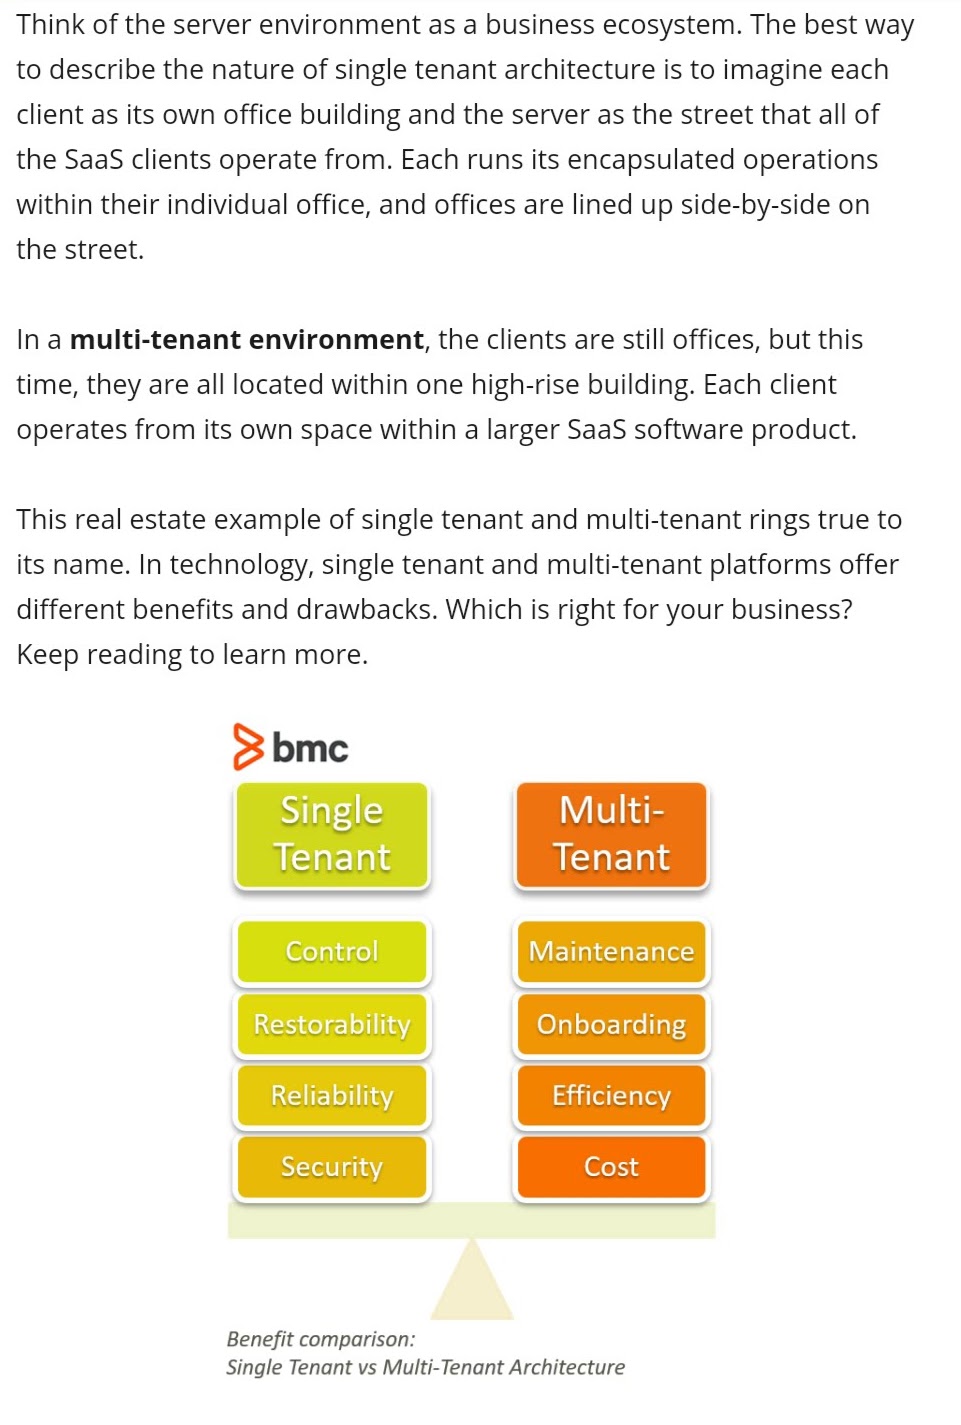 Think of the server environment as a business ecosystem. The best way
to describe the nature of single tenant architecture is to imagine each
client as its own office building and the server as the street that all of
the SaaS clients operate from. Each runs its encapsulated operations
within their individual office, and offices are lined up side-by-side on
the street.
In a multi-tenant environment, the clients are still offices, but this
time, they are all located within one high-rise building. Each client
operates from its own space within a larger SaaS software product.
This real estate example of single tenant and multi-tenant rings true to
its name. In technology, single tenant and multi-tenant platforms offer
different benefits and drawbacks. Which is right for your business?
Keep reading to learn more.
bmc
Single
Tenant
Control
Restorability
Reliability
Security
Multi-
Tenant
Maintenance
Onboarding
Efficiency
Cost
Benefit comparison:
Single Tenant vs Multi-Tenant Architecture